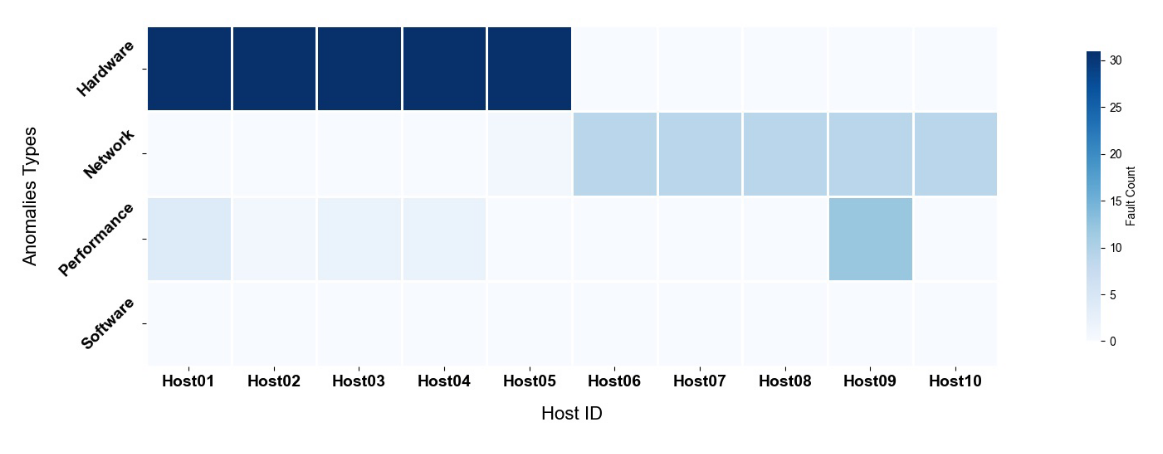 Anomalies Types
Hardware
Network
Performance
Software
Host01 Host02 Host03 Host04 Host05 Host06 Host07 Host08 Host09 Host10
Host ID
30
25
20
15
10
5
0
Fault Count